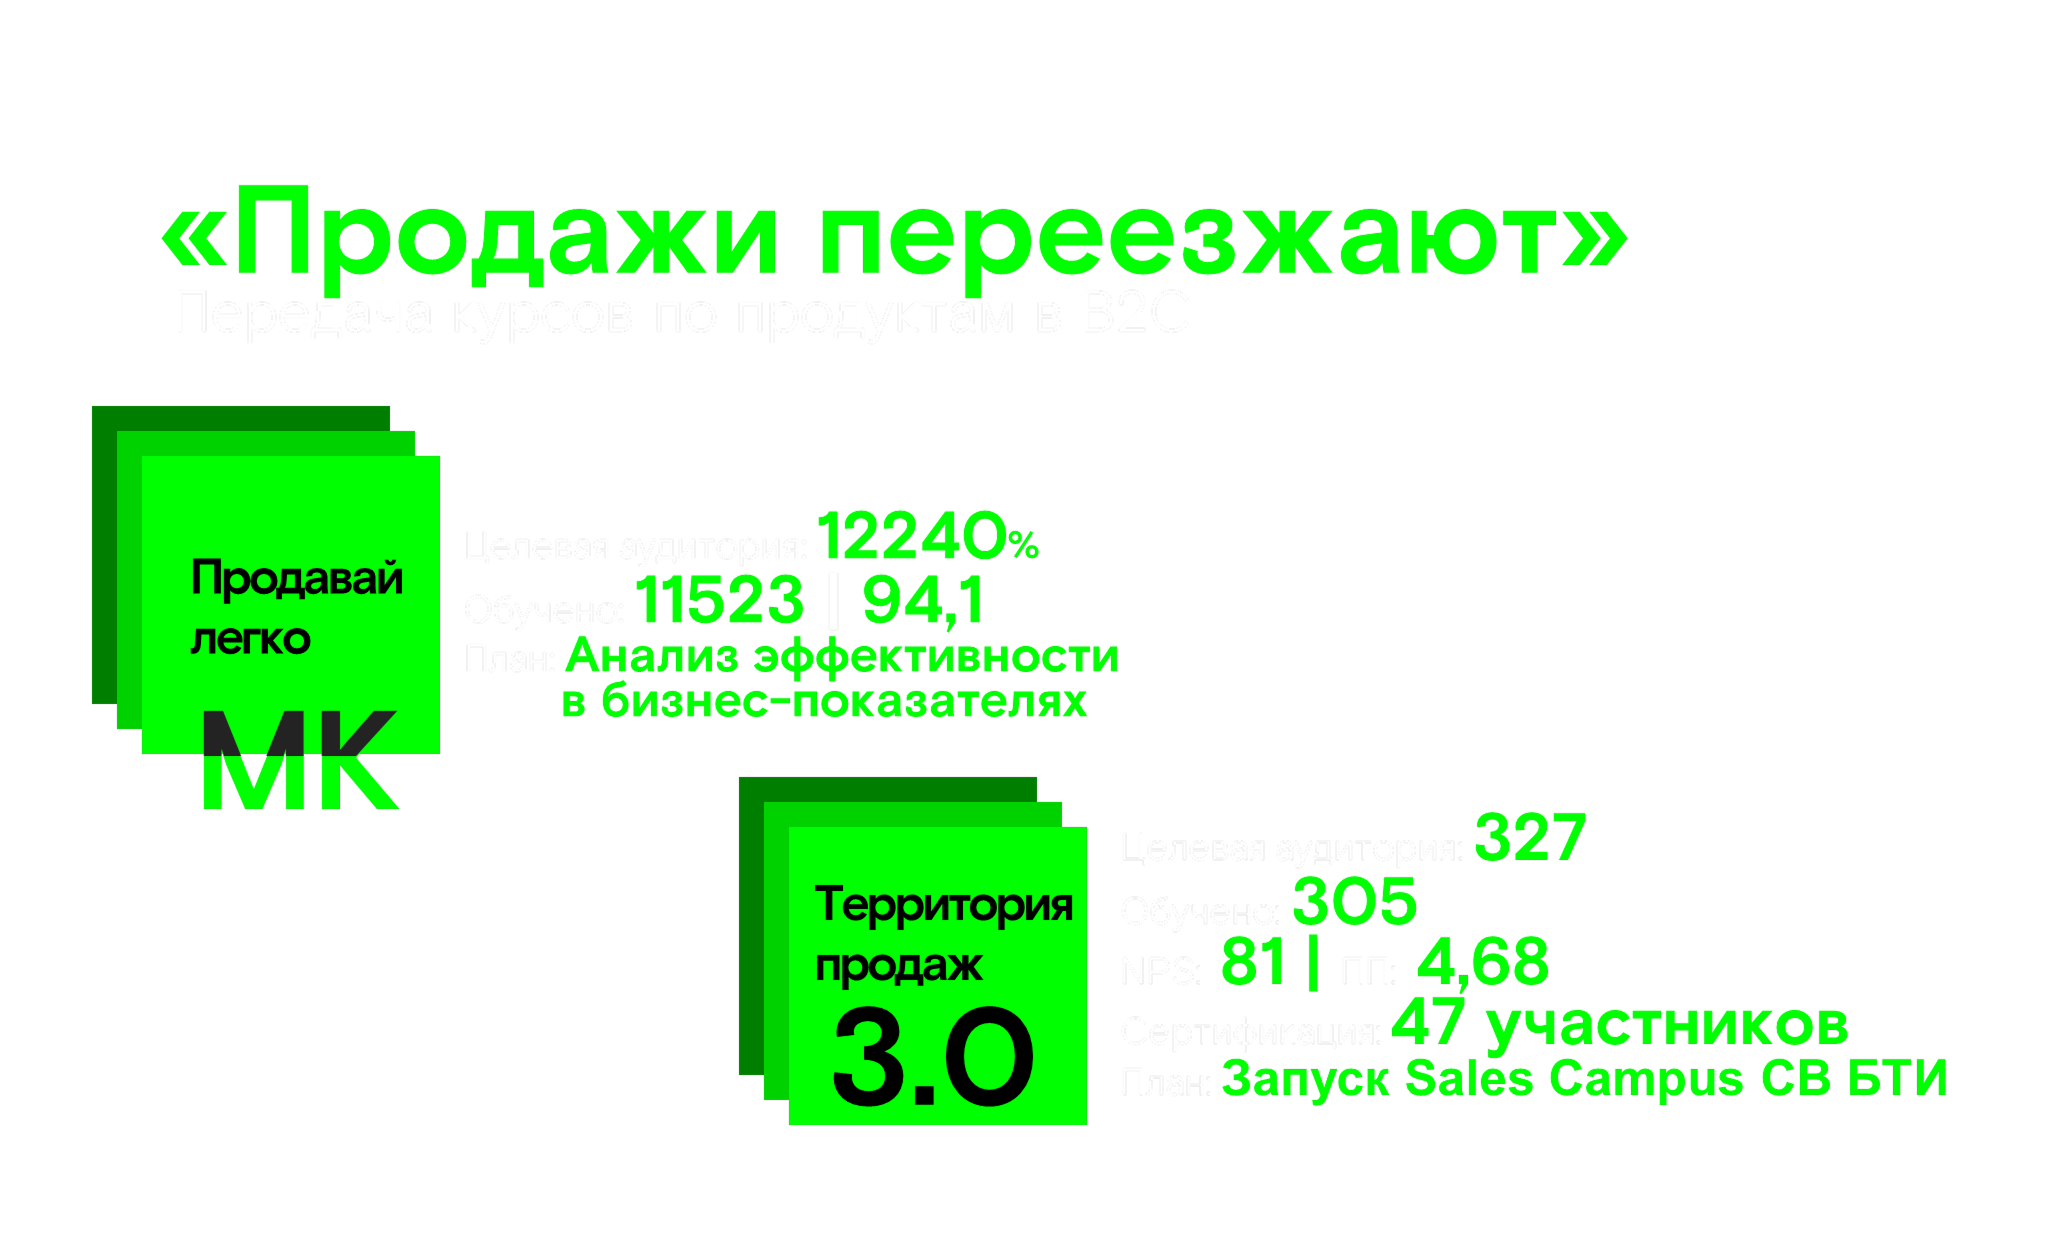 «Продажи переезжают»
Передача курсов по продуктам в B2C
Продавай
легко
МК
Целевая аудитория: 12240%
Обучено: 11523 | 94,1
План: Анализ эффективности
в бизнес-показателях
Территория
продаж
3.0
Целевая аудитория: 327
Обучено: 305
NPS: 81 | ПП: 4,68
Сертификация: 47 участников
План: Запуск Sales Campus СВ БТИ